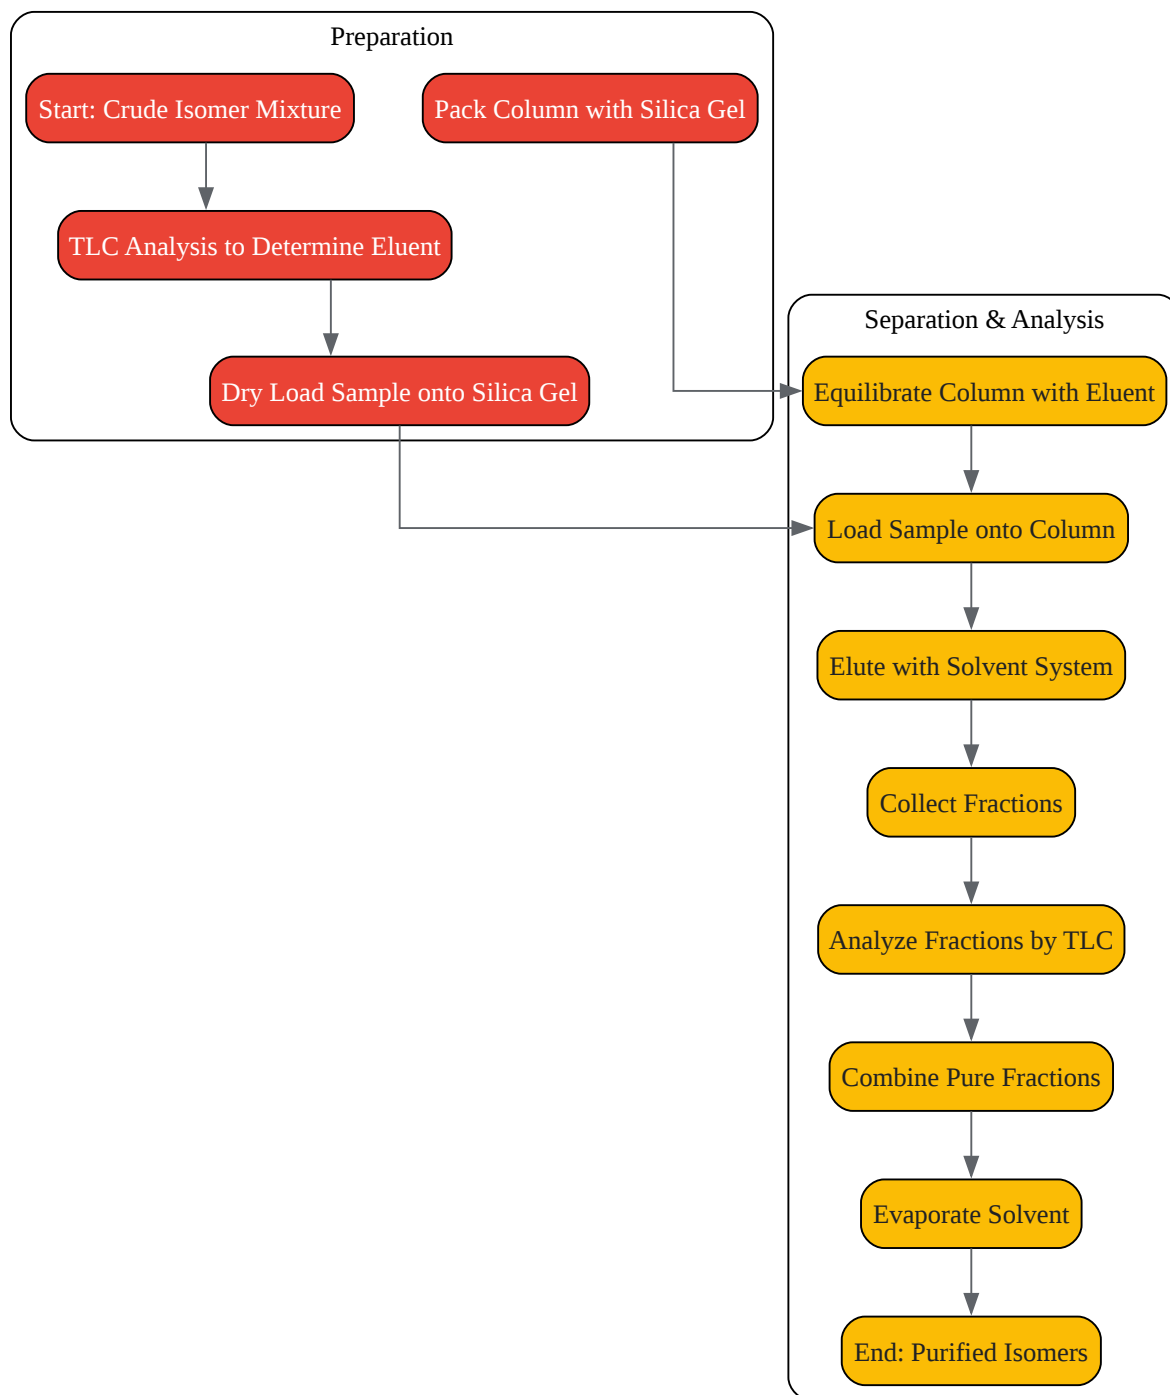 Preparation
Start: Crude Isomer Mixture
Pack Column with Silica Gel
TLC Analysis to Determine Eluent
Dry Load Sample onto Silica Gel
Separation & Analysis
Equilibrate Column with Eluent
Load Sample onto Column
Elute with Solvent System
Collect Fractions
Analyze Fractions by TLC
Combine Pure Fractions
Evaporate Solvent
End: Purified Isomers